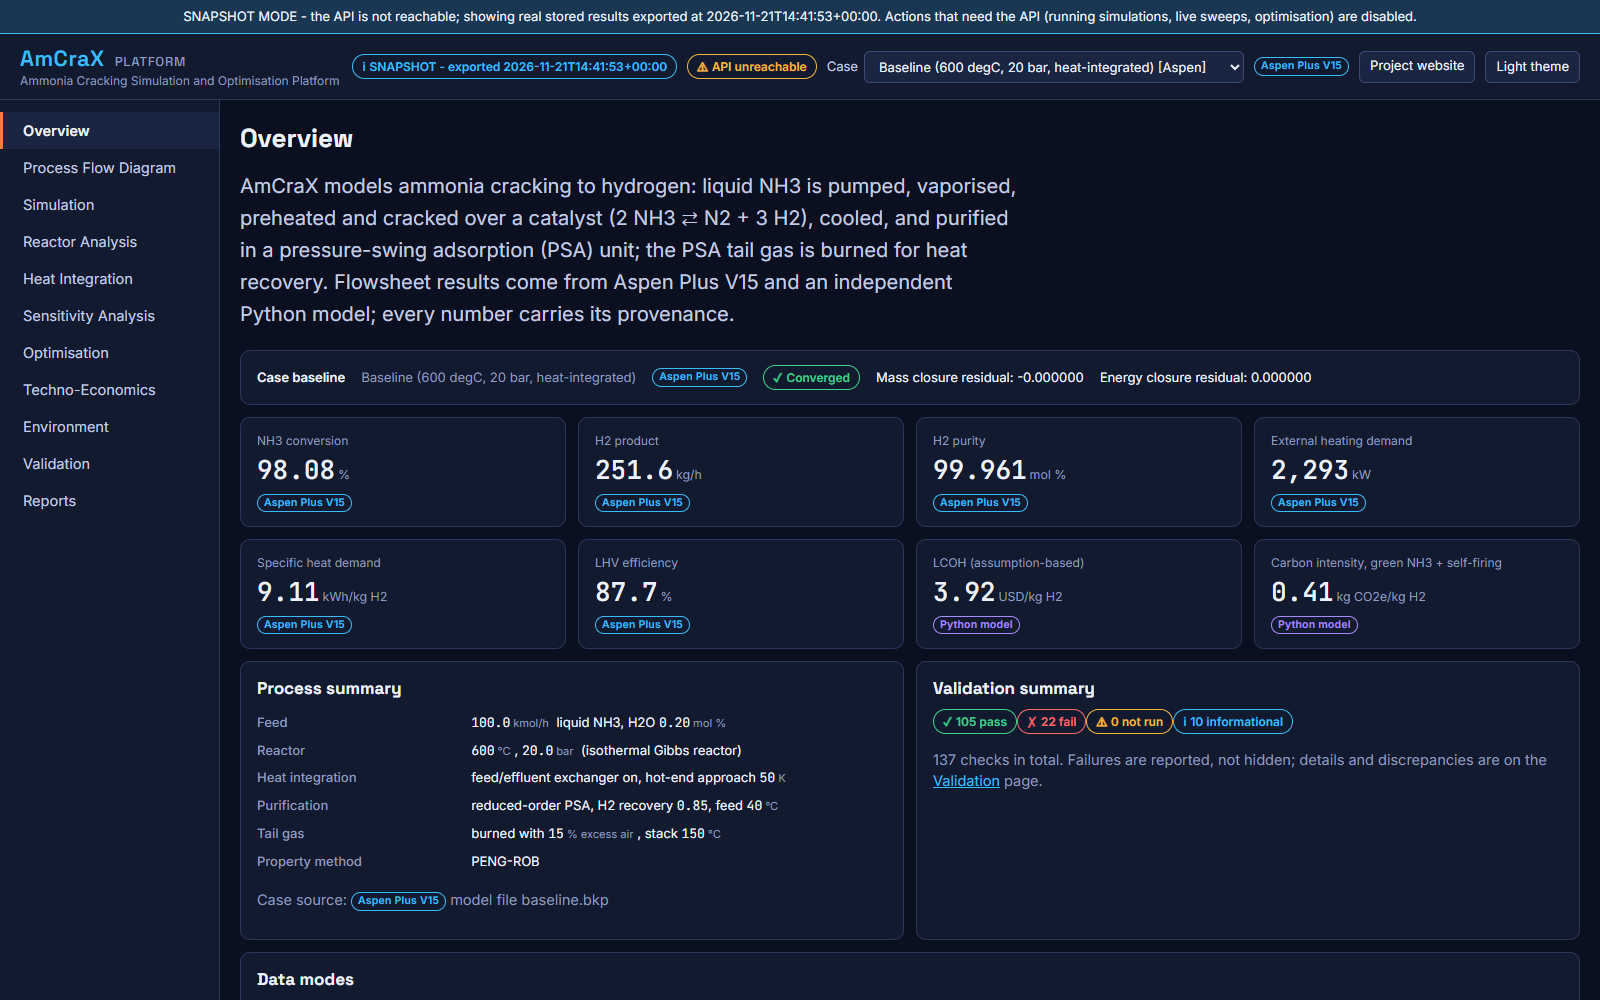 SNAPSHOT MODE - the API is not reachable; showing real stored results exported at 2026-11-21T14:41:53+00:00. Actions that need the API (running simulations, live sweeps, optimisation) are disabled.
AmCraX PLATFORM
Ammonia Cracking Simulation and Optimisation Platform
i SNAPSHOT - exported 2026-11-21T14:41:53+00:00
⚠ API unreachable
Case
Baseline (600 degC, 20 bar, heat-integrated) [Aspen]
Aspen Plus V15
Project website
Light theme
Overview
Process Flow Diagram
Simulation
Reactor Analysis
Heat Integration
Sensitivity Analysis
Optimisation
Techno-Economics
Environment
Validation
Reports
Overview
AmCraX models ammonia cracking to hydrogen: liquid NH3 is pumped, vaporised,
preheated and cracked over a catalyst (2 NH3 ⇄ N2 + 3 H2), cooled, and purified
in a pressure-swing adsorption (PSA) unit; the PSA tail gas is burned for heat
recovery. Flowsheet results come from Aspen Plus V15 and an independent
Python model; every number carries its provenance.
Case baseline Baseline (600 degC, 20 bar, heat-integrated) Aspen Plus V15 ✓ Converged Mass closure residual: -0.000000 Energy closure residual: 0.000000
NH3 conversion
98.08 %
Aspen Plus V15
H2 product
251.6 kg/h
Aspen Plus V15
H2 purity
99.961 mol %
Aspen Plus V15
External heating demand
2,293 kW
Aspen Plus V15
Specific heat demand
9.11 kWh/kg H2
Aspen Plus V15
LHV efficiency
87.7 %
Aspen Plus V15
LCOH (assumption-based)
3.92 USD/kg H2
Python model
Carbon intensity, green NH3 + self-firing
0.41 kg CO2e/kg H2
Python model
Process summary
Feed 100.0 kmol/h liquid NH3, H2O 0.20 mol %
Reactor 600 °C , 20.0 bar (isothermal Gibbs reactor)
Heat integration feed/effluent exchanger on, hot-end approach 50 K
Purification reduced-order PSA, H2 recovery 0.85, feed 40 °C
Tail gas burned with 15 % excess air , stack 150 °C
Property method PENG-ROB
Case source: Aspen Plus V15 model file baseline.bkp
Validation summary
✓ 105 pass ✗ 22 fail ⚠ 0 not run i 10 informational
137 checks in total. Failures are reported, not hidden; details and discrepancies are on the
Validation page.
Data modes